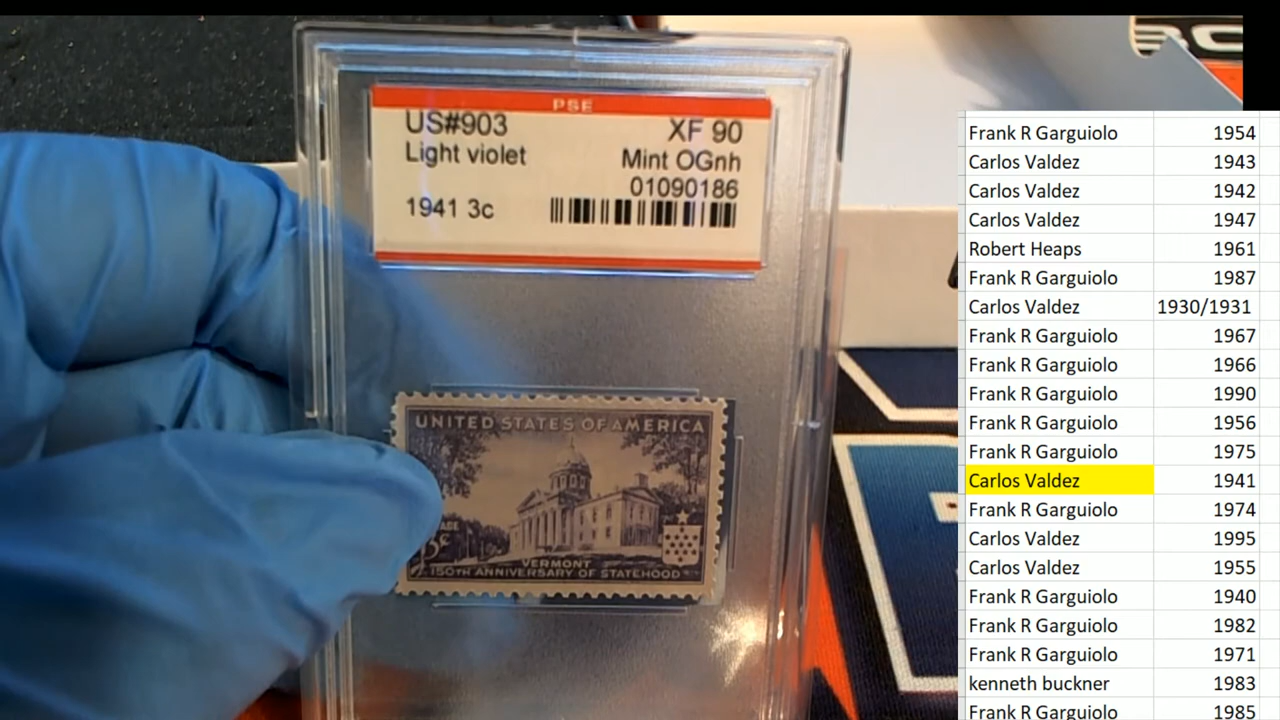 PSE
US#903 XF 90
Light violet Mint OGnh
01090186
1941 3c
UNITED STATES OF AMERICA
3¢
VERMONT
150TH ANNIVERSARY OF STATEHOOD
Frank R Garguiolo 1954
Carlos Valdez 1943
Carlos Valdez 1942
Carlos Valdez 1947
Robert Heaps 1961
Frank R Garguiolo 1987
Carlos Valdez 1930/1931
Frank R Garguiolo 1967
Frank R Garguiolo 1966
Frank R Garguiolo 1990
Frank R Garguiolo 1956
Frank R Garguiolo 1975
Carlos Valdez 1941
Frank R Garguiolo 1974
Carlos Valdez 1995
Carlos Valdez 1955
Frank R Garguiolo 1940
Frank R Garguiolo 1982
Frank R Garguiolo 1971
kenneth buckner 1983
Frank R Garguiolo 1985